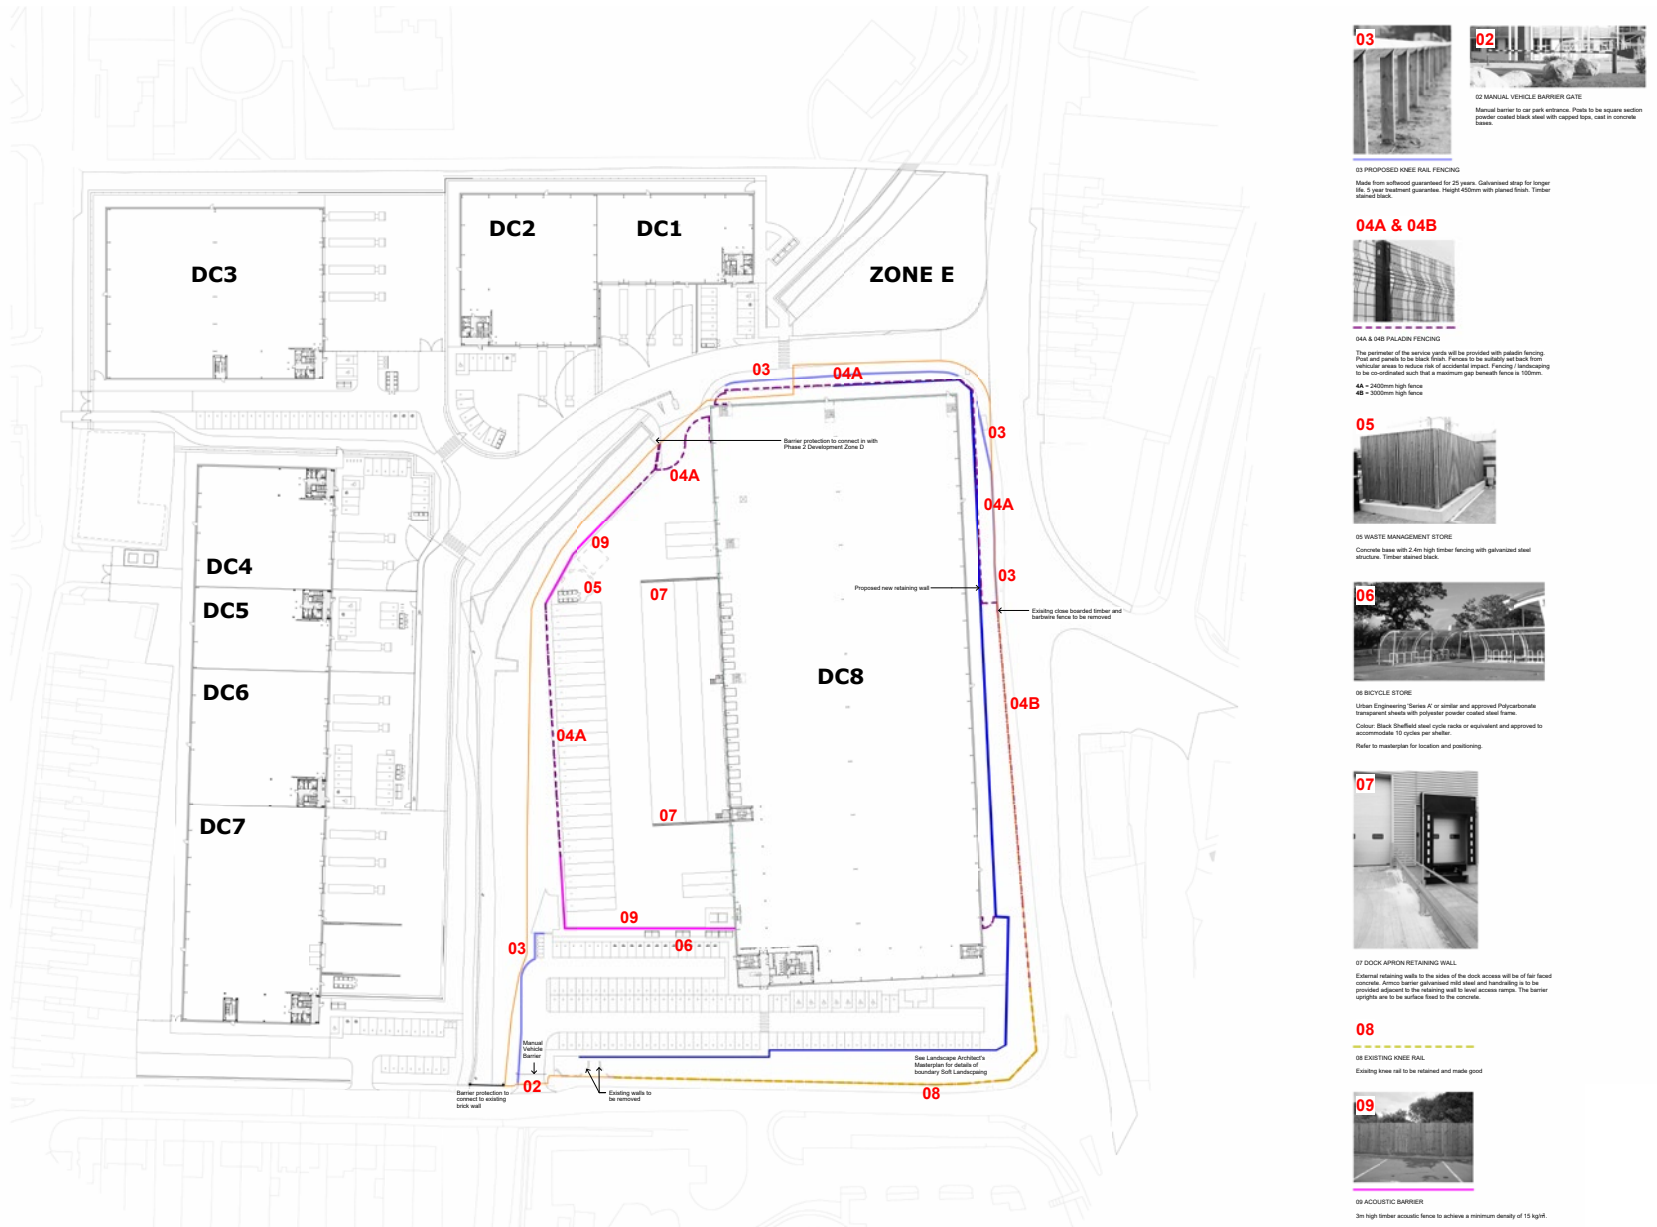 DC3
DC2
DC1
ZONE E
03
04A
03
Barrier protection to connect in with
Phase 2 Development Zone D
04A
04A
09
DC4
05
07
03
Proposed new retaining wall
DC5
Exisitng close boarded timber and
barbwire fence to be removed
DC6
DC8
04B
04A
07
DC7
09
03
06
Manual
Vehicle
Barrier
See Landscape Architect's
Masterplan for details of
boundary Soft Landscpaing
02
08
Barrier protection to
connect to existing
brick wall
Existing walls to
be removed
03
02
02 MANUAL VEHICLE BARRIER GATE
Manual barrier to car park entrance. Posts to be square section
powder coated black steel with capped tops, cast in concrete
bases.
03 PROPOSED KNEE RAIL FENCING
Made from softwood guaranteed for 25 years. Galvanised strap for longer
life. 5 year treatment guarantee. Height 450mm with planed finish. Timber
stained black.
04A & 04B
04A & 04B PALADIN FENCING
The perimeter of the service yards will be provided with paladin fencing.
Post and panels to be black finish. Fences to be suitably set back from
vehicular areas to reduce risk of accidental impact. Fencing / landscaping
to be co-ordinated such that a maximum gap beneath fence is 100mm.
4A = 2400mm high fence
4B = 3000mm high fence
05
05 WASTE MANAGEMENT STORE
Concrete base with 2.4m high timber fencing with galvanized steel
structure. Timber stained black.
06
06 BICYCLE STORE
Urban Engineering 'Series A' or similar and approved Polycarbonate
transparent sheets with polyester powder coated steel frame.
Colour: Black Sheffield steel cycle racks or equivalent and approved to
accommodate 10 cycles per shelter.
Refer to masterplan for location and positioning.
07
07 DOCK APRON RETAINING WALL
External retaining walls to the sides of the dock access will be of fair faced
concrete. Armco barrier galvanised mild steel and handrailing is to be
provided adjacent to the retaining wall to level access ramps. The barrier
uprights are to be surface fixed to the concrete.
08
08 EXISTING KNEE RAIL
Exisitng knee rail to be retained and made good
09
09 ACOUSTIC BARRIER
3m high timber acoustic fence to achieve a minimum density of 15 kg/m².